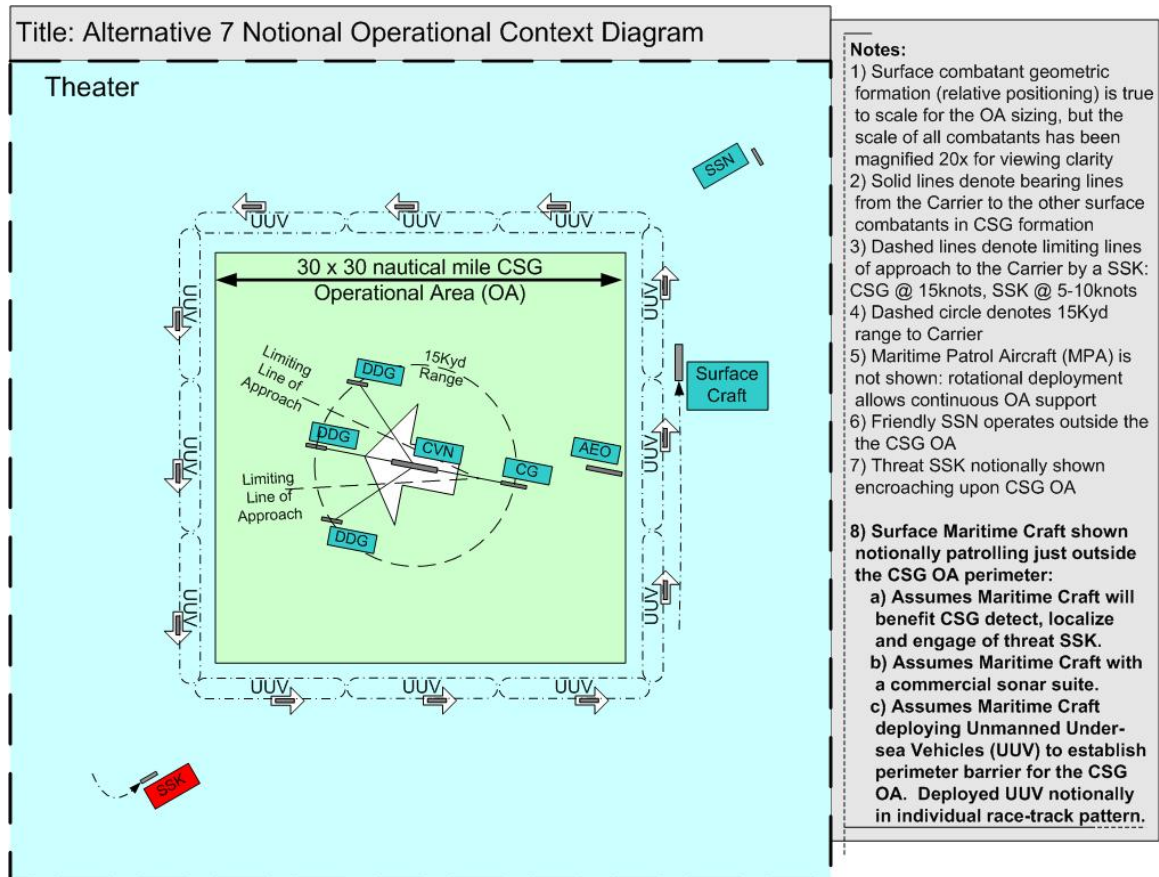 Title: Alternative 7 Notional Operational Context Diagram
Theater
SSN
UUV
UUV
UUV
30 x 30 nautical mile CSG
Operational Area (OA)
UUV
UUV
Limiting
Line of
Approach
DDG
15Kyd
Range
Surface
Craft
DDG
CVN
AEO
UUV
UUV
CG
Limiting
Line of
Approach
DDG
UUV
UUV
UUV
UUV
UUV
SSK
Notes:
1) Surface combatant geometric
formation (relative positioning) is true
to scale for the OA sizing, but the
scale of all combatants has been
magnified 20x for viewing clarity
2) Solid lines denote bearing lines
from the Carrier to the other surface
combatants in CSG formation
3) Dashed lines denote limiting lines
of approach to the Carrier by a SSK:
CSG @ 15knots, SSK @ 5-10knots
4) Dashed circle denotes 15Kyd
range to Carrier
5) Maritime Patrol Aircraft (MPA) is
not shown: rotational deployment
allows continuous OA support
6) Friendly SSN operates outside the
the CSG OA
7) Threat SSK notionally shown
encroaching upon CSG OA
8) Surface Maritime Craft shown
notionally patrolling just outside
the CSG OA perimeter:
a) Assumes Maritime Craft will
benefit CSG detect, localize
and engage of threat SSK.
b) Assumes Maritime Craft with
a commercial sonar suite.
c) Assumes Maritime Craft
deploying Unmanned Under-
sea Vehicles (UUV) to establish
perimeter barrier for the CSG
OA. Deployed UUV notionally
in individual race-track pattern.